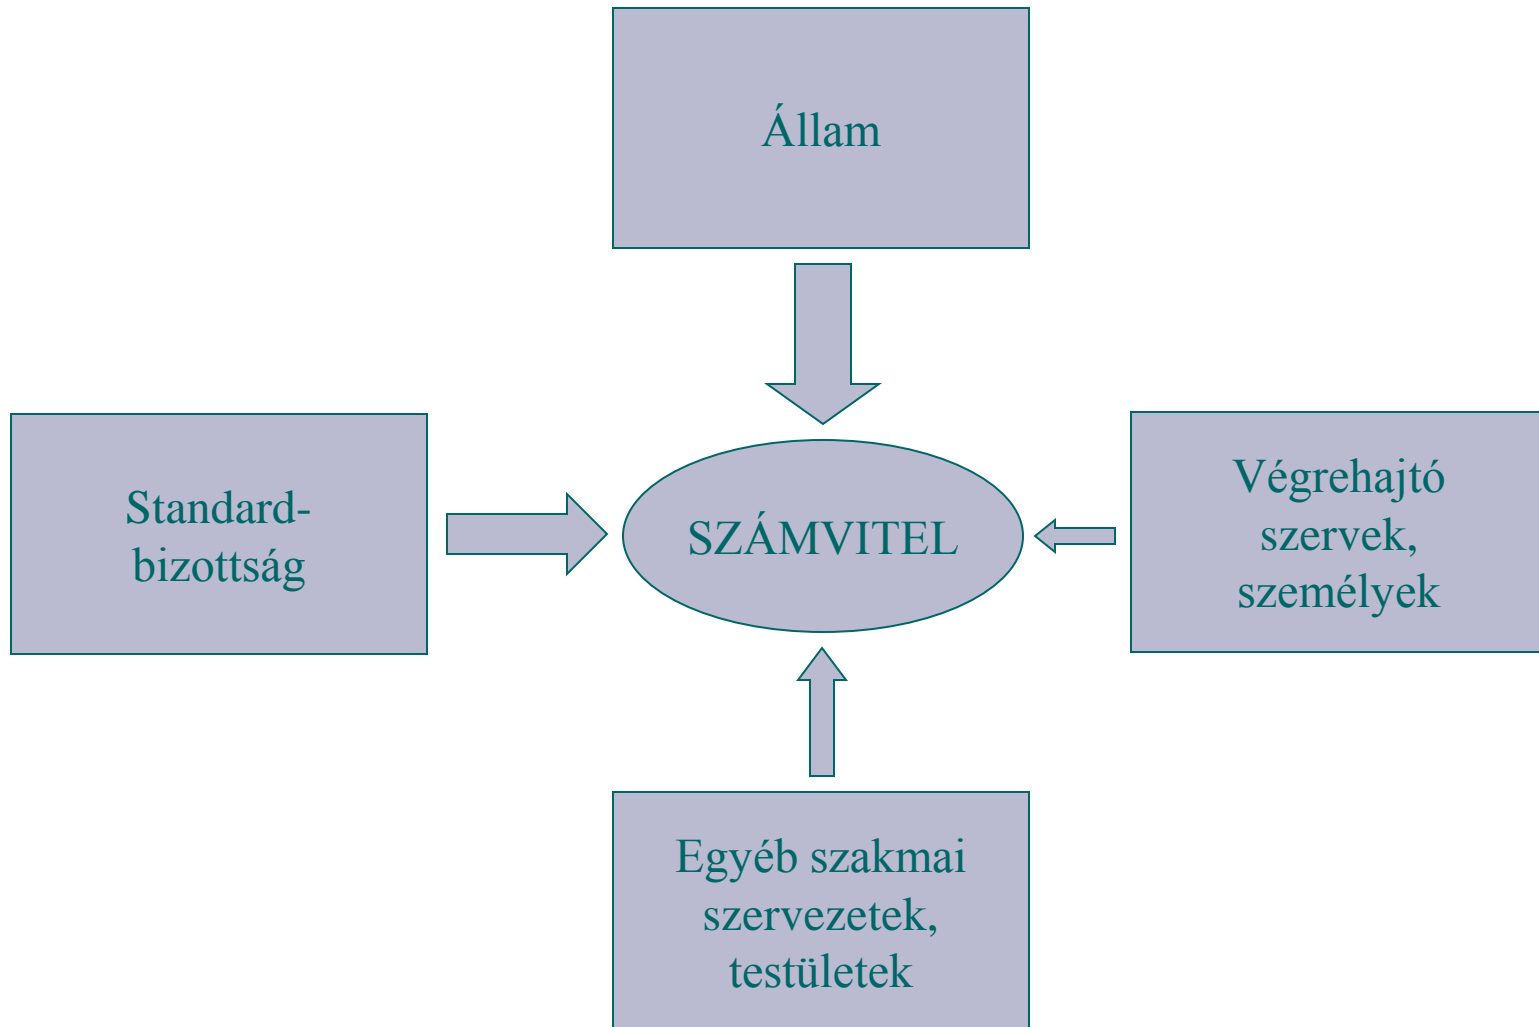 Állam
Standard-
bizottság
SZÁMVITEL
Végrehajtó
szervek,
személyek
Egyéb szakmai
szervezetek,
testületek